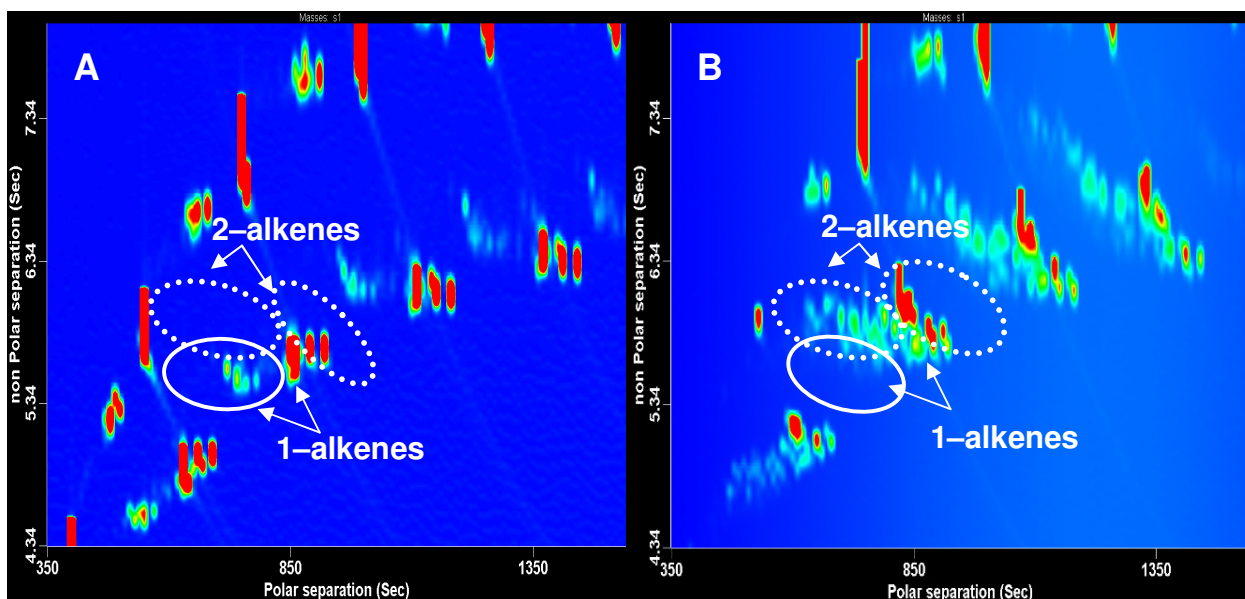 Masses: s1
A
7.34
6.34
5.34
4.34
non Polar separation (Sec)
2–alkenes
1–alkenes
350
850
1350
Polar separation (Sec)
Masses: s1
B
7.34
6.34
5.34
4.34
non Polar separation (Sec)
2–alkenes
1–alkenes
350
850
1350
Polar separation (Sec)